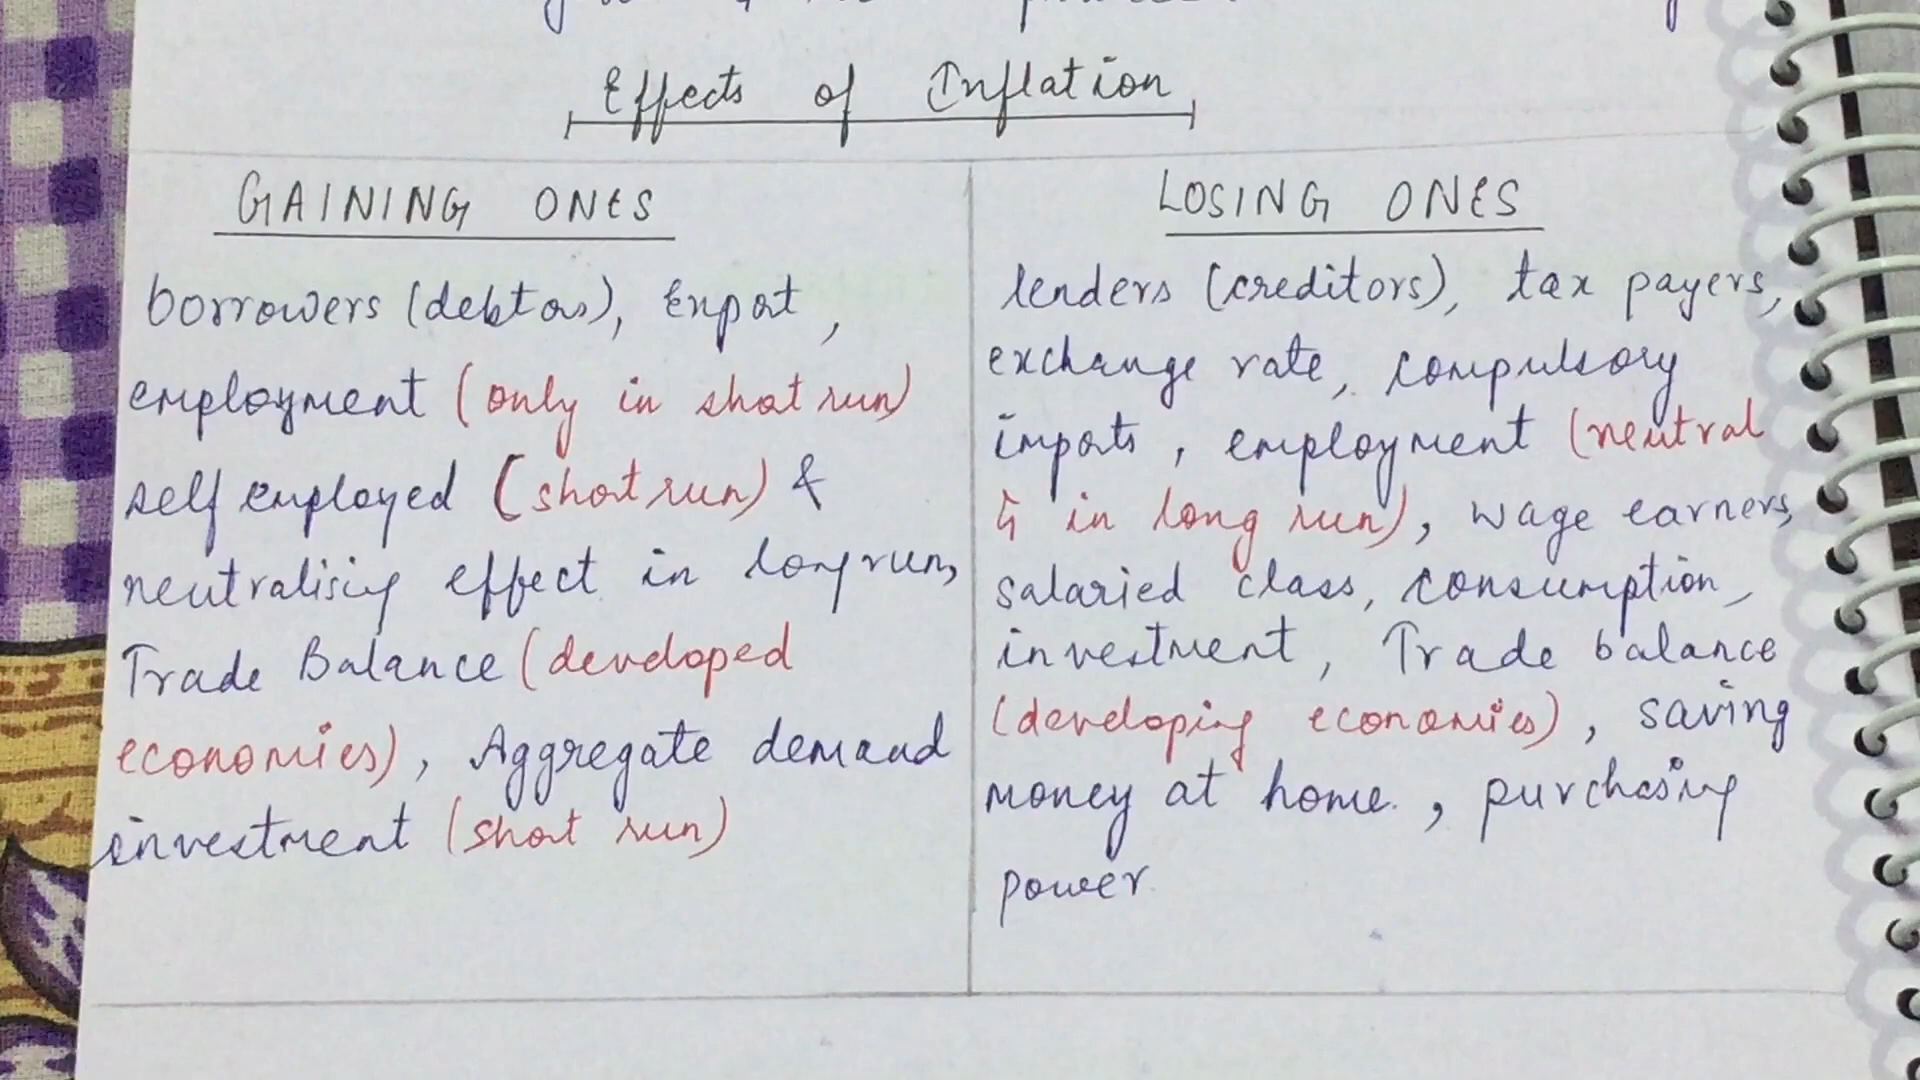 Effects of Inflation
GAINING ONES
borrowers (debtors), Export,
employment (only in short run)
self employed (short run) &
neutralising effect in long run,
Trade Balance (developed
economies), Aggregate demand
investment (short run)
LOSING ONES
lenders (creditors), tax payers,
exchange rate, compulsory
imports, employment (neutral
in long run), wage earners,
salaried class, consumption,
investment, Trade balance
(developing economies), saving
money at home., purchasing
power